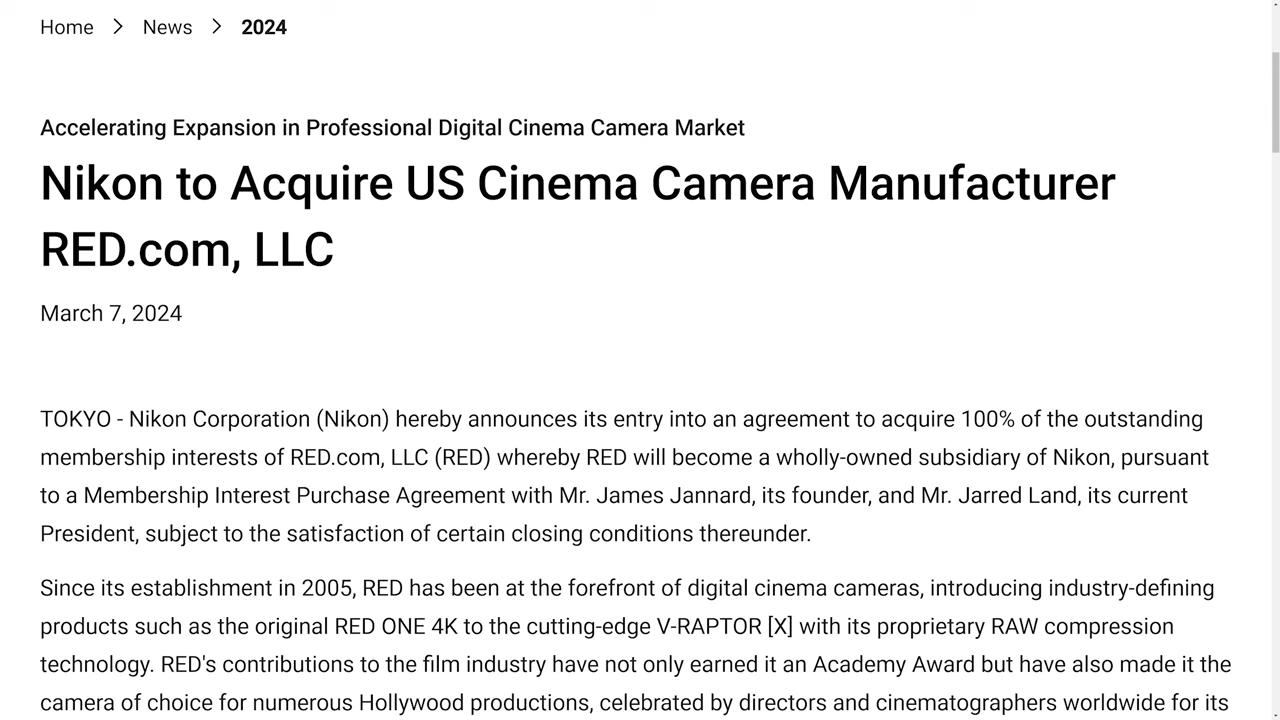 Home > News > 2024
Accelerating Expansion in Professional Digital Cinema Camera Market
Nikon to Acquire US Cinema Camera Manufacturer
RED.com, LLC
March 7, 2024
TOKYO - Nikon Corporation (Nikon) hereby announces its entry into an agreement to acquire 100% of the outstanding
membership interests of RED.com, LLC (RED) whereby RED will become a wholly-owned subsidiary of Nikon, pursuant
to a Membership Interest Purchase Agreement with Mr. James Jannard, its founder, and Mr. Jarred Land, its current
President, subject to the satisfaction of certain closing conditions thereunder.
Since its establishment in 2005, RED has been at the forefront of digital cinema cameras, introducing industry-defining
products such as the original RED ONE 4K to the cutting-edge V-RAPTOR [X] with its proprietary RAW compression
technology. RED's contributions to the film industry have not only earned it an Academy Award but have also made it the
camera of choice for numerous Hollywood productions, celebrated by directors and cinematographers worldwide for its